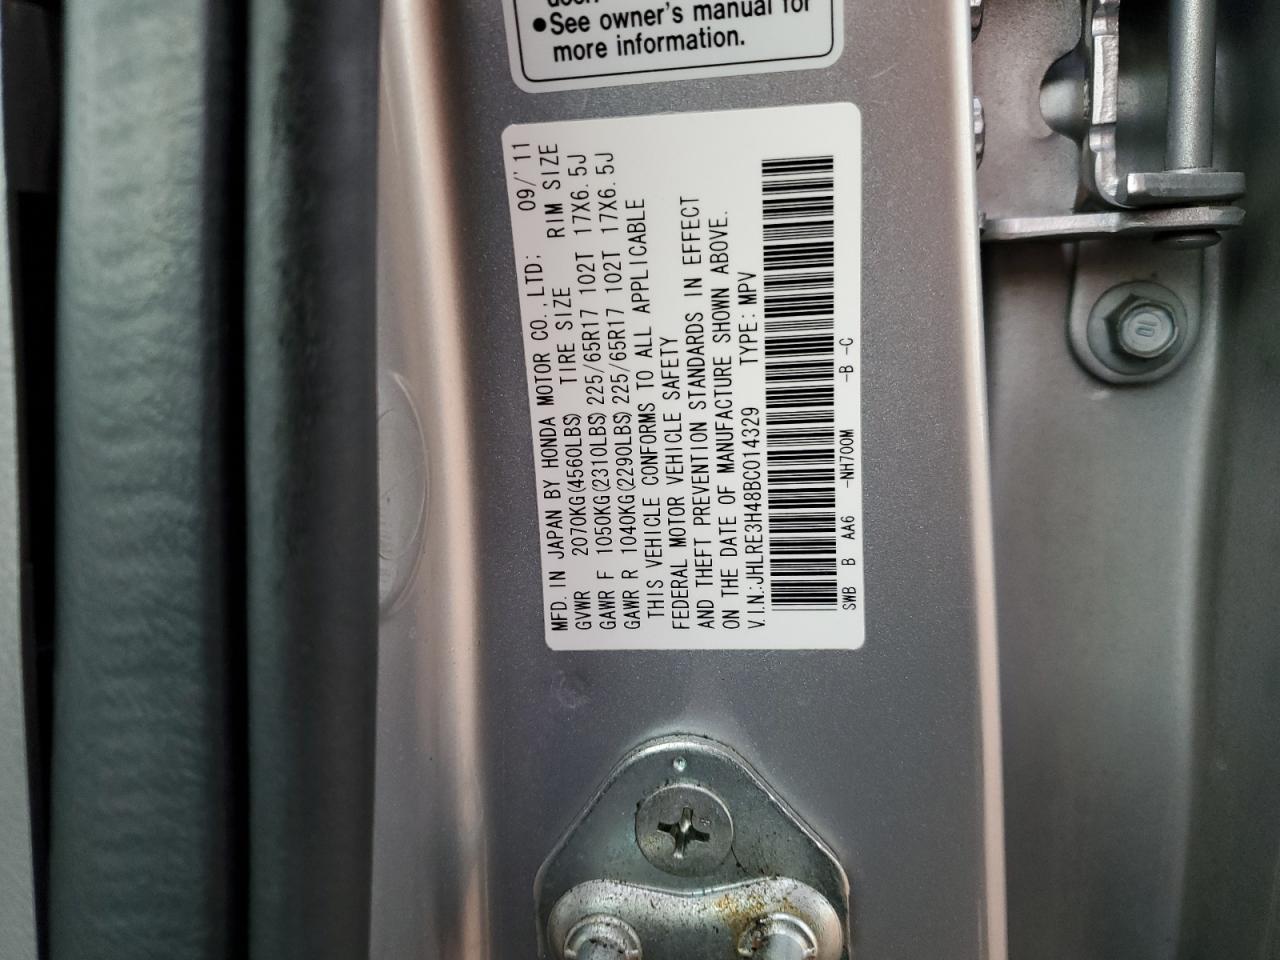 ●See owner's manual for
more information.
MFD. IN JAPAN BY HONDA MOTOR CO., LTD: 09/'11
GVWR 2070KG(4560LBS) TIRE SIZE RIM SIZE
GAWR F 1050KG(2310LBS)225/65R17 102T 17X6.5J
GAWR R 1040KG(2290LBS)225/65R17 102T 17X6.5J
THIS VEHICLE CONFORMS TO ALL APPLICABLE
FEDERAL MOTOR VEHICLE SAFETY
AND THEFT PREVENTION STANDARDS IN EFFECT
ON THE DATE OF MANUFACTURE SHOWN ABOVE.
V.I.N.:JHLRE3H48BC014329 TYPE:MPV
SWB B AA6 -NH700M -B -C